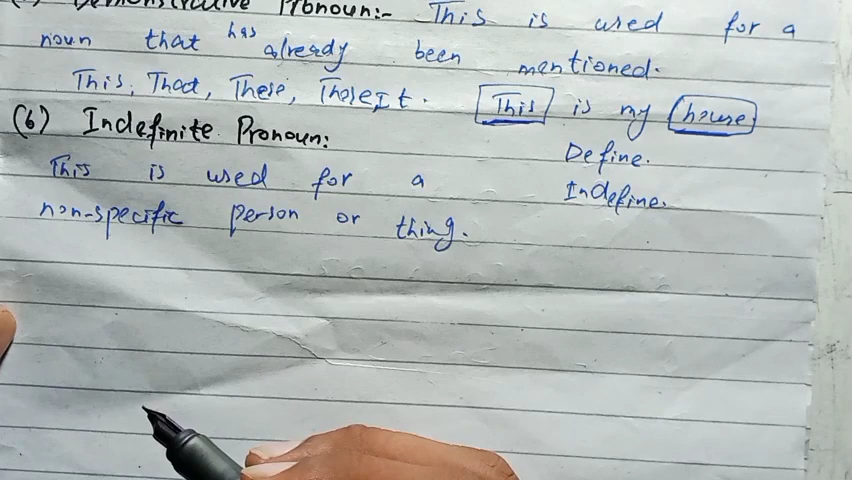 Demonstrative Pronoun:- This is used for a
noun that has already been mentioned.
This, That, These, Those, It. This is my house
(6) Indefinite Pronoun:
Define.
This is used for a
Indefine.
non-specific person or thing.